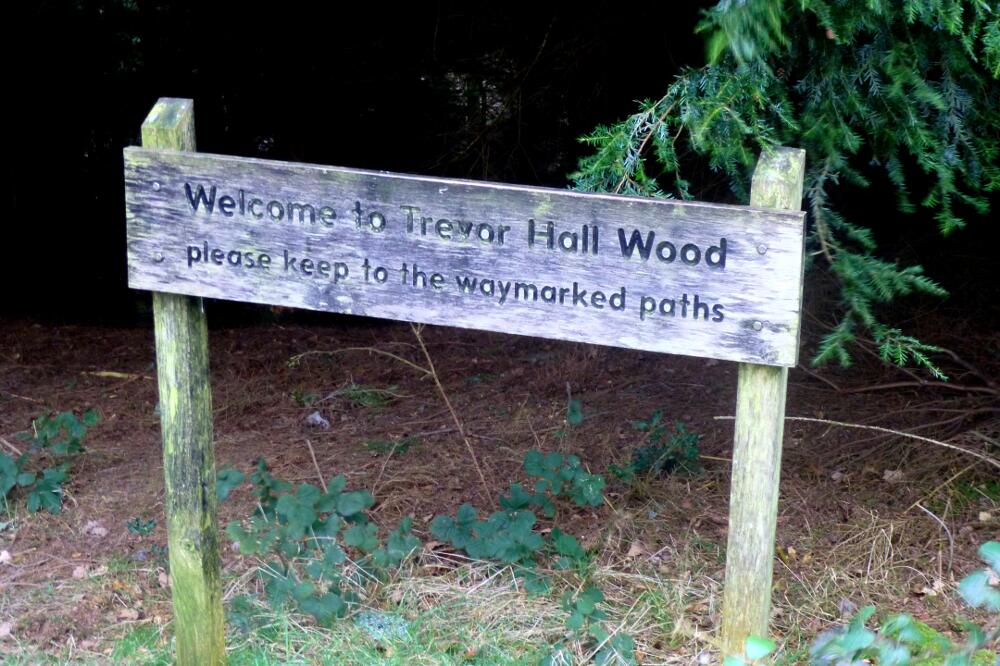 Welcome to Trevor Hall Wood
please keep to the waymarked paths